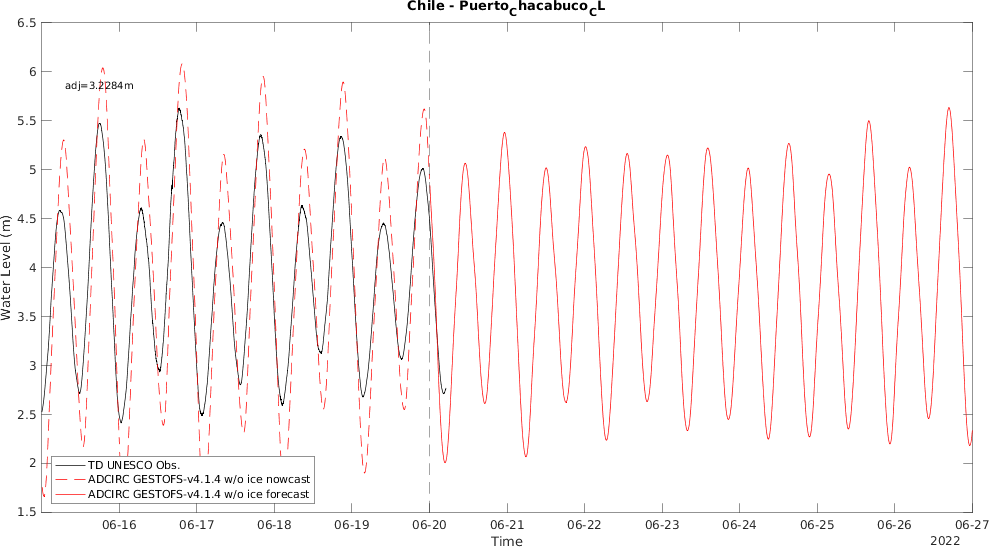 Chile - Puerto_Chacabuco_CL
6.5
6
5.5
5
4.5
4
3.5
3
2.5
2
1.5
Water Level (m)
adj=3.2284m
TD UNESCO Obs.
ADCIRC GESTOFS-v4.1.4 w/o ice nowcast
ADCIRC GESTOFS-v4.1.4 w/o ice forecast
06-16 06-17 06-18 06-19 06-20 06-21 06-22 06-23 06-24 06-25 06-26 06-27
Time
2022